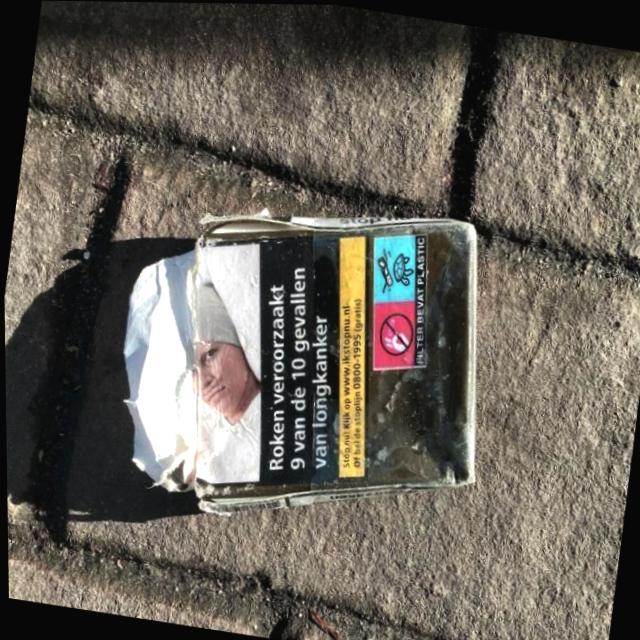 Roken veroorzaakt
9 van de 10 gevallen
van longkanker
Stop nu! Kijk op www.ikstopnu.nl
Of bel de stoplijn 0800-1995 (gratis)
FILTER BEVAT PLASTIC